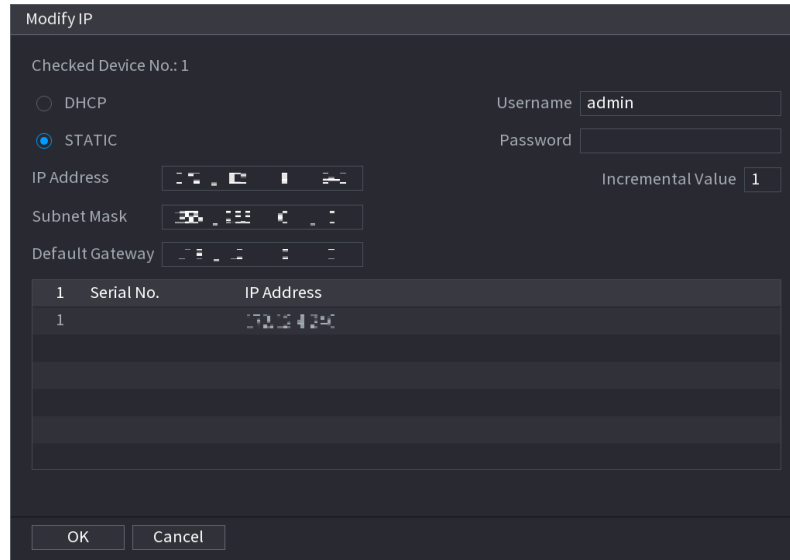 Modify IP
Checked Device No.: 1
DHCP
Username admin
STATIC
Password
IP Address
Incremental Value 1
Subnet Mask
Default Gateway
1 Serial No. IP Address
1
OK Cancel